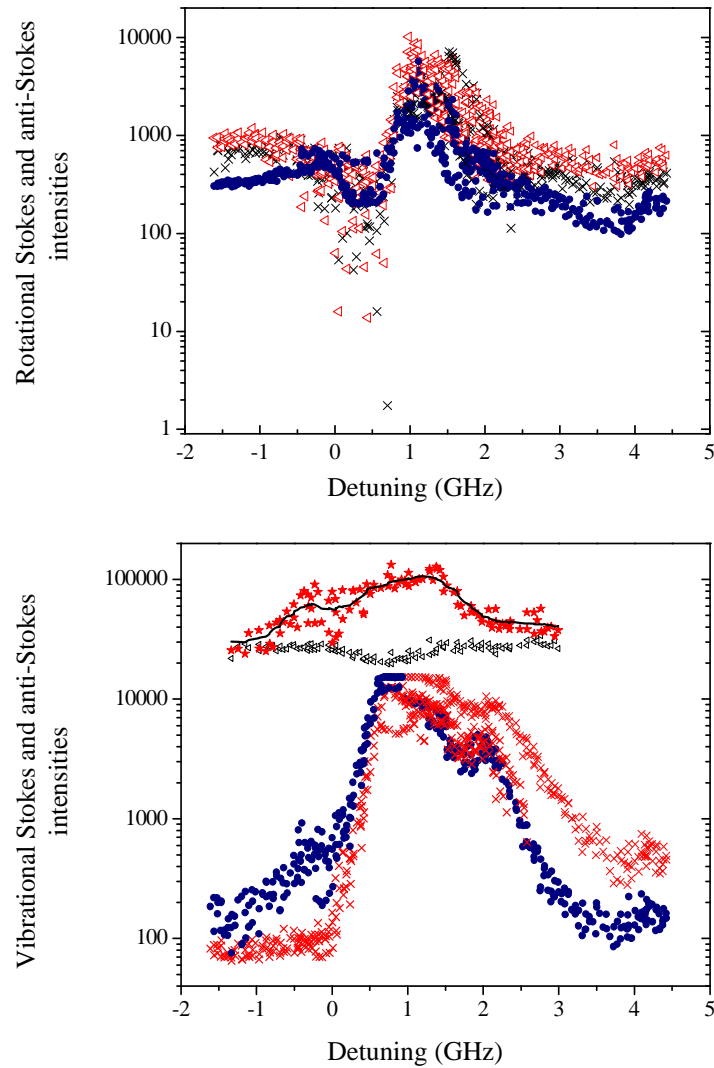 Rotational Stokes and anti-Stokes
intensities
10000
1000
100
10
1
-2 -1 0 1 2 3 4 5
Detuning (GHz)
Vibrational Stokes and anti-Stokes
intensities
100000
10000
1000
100
-2 -1 0 1 2 3 4 5
Detuning (GHz)